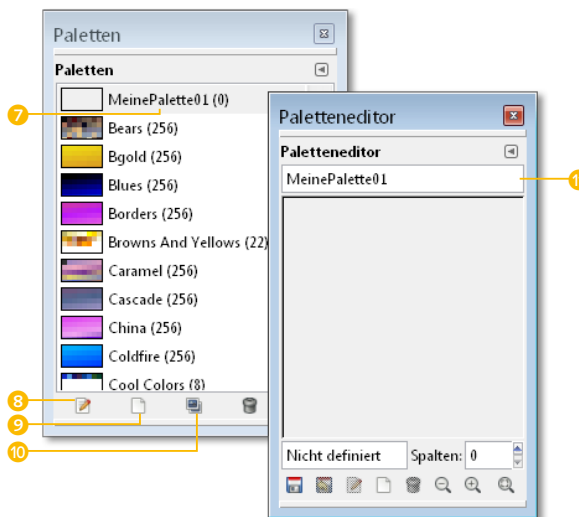 Paletten
Paletten
7
MeinePalette01 (0)
Bears (256)
Bgold (256)
Blues (256)
Borders (256)
Browns And Yellows (22)
Caramel (256)
Cascade (256)
China (256)
Coldfire (256)
Cool Colors (8)
8
9
10
Paletteneditor
Paletteneditor
MeinePalette01
Nicht definiert
Spalten: 0